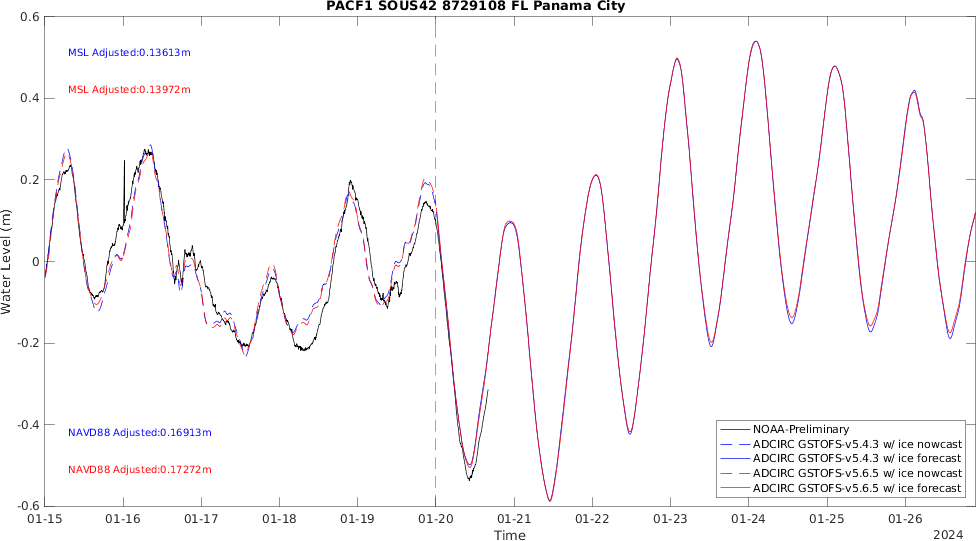 PACF1 SOUS42 8729108 FL Panama City
0.6
MSL Adjusted:0.13613m
MSL Adjusted:0.13972m
0.4
0.2
0
-0.2
-0.4
-0.6
Water Level (m)
NAVD88 Adjusted:0.16913m
NAVD88 Adjusted:0.17272m
NOAA-Preliminary
ADCIRC GSTOFS-v5.4.3 w/ ice nowcast
ADCIRC GSTOFS-v5.4.3 w/ ice forecast
ADCIRC GSTOFS-v5.6.5 w/ ice nowcast
ADCIRC GSTOFS-v5.6.5 w/ ice forecast
01-15 01-16 01-17 01-18 01-19 01-20 01-21 01-22 01-23 01-24 01-25 01-26
Time
2024